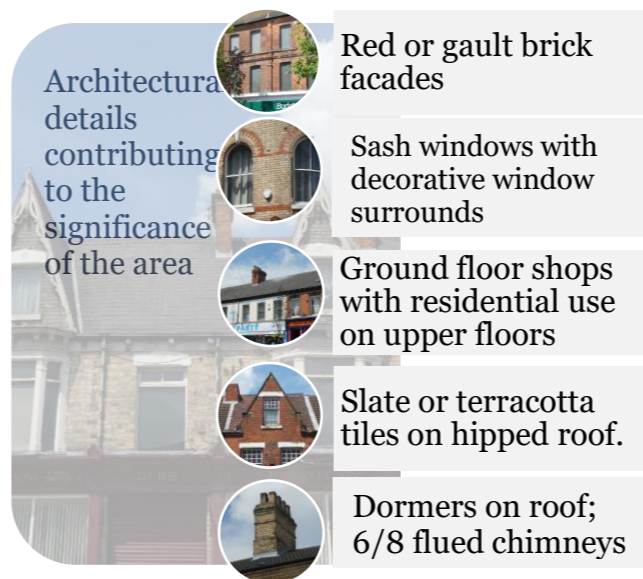 Architectural
details
contributing
to the
significance
of the area
Red or gault brick
facades
Sash windows with
decorative window
surrounds
Ground floor shops
with residential use
on upper floors
Slate or terracotta
tiles on hipped roof.
Dormers on roof;
6/8 flued chimneys